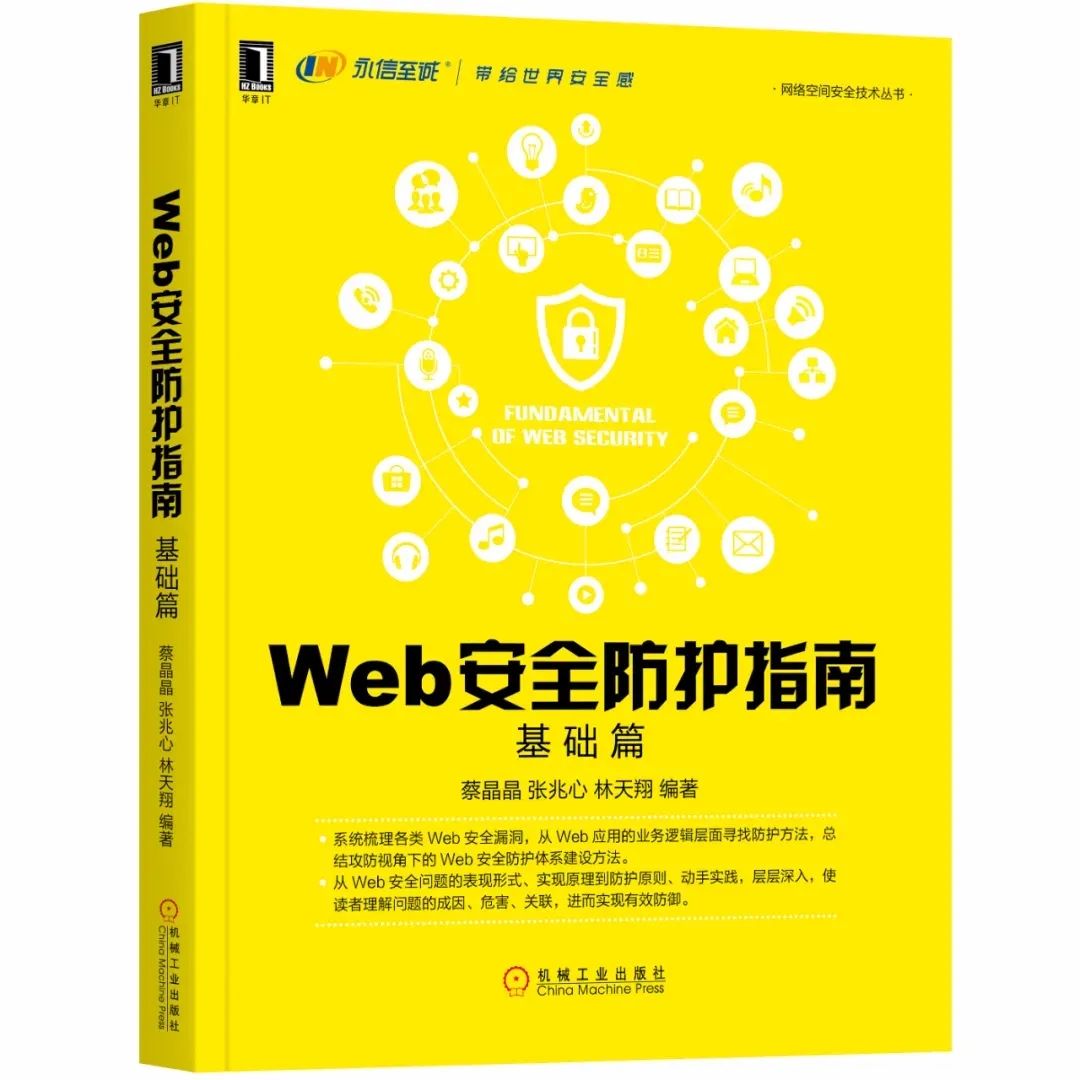 HZ BOOKS
华章IT
Web安全防护指南
基础篇
蔡晶晶 张兆心 林天翔 编著
机械工业出版社
China Machine Press
HZ BOOKS
华章IT
IN 永信至诚® | 带给世界安全感
·网络空间安全技术丛书·
FUNDAMENTAL
OF WEB SECURITY
Web安全防护指南
基础篇
蔡晶晶 张兆心 林天翔 编著
系统梳理各类Web安全漏洞，从Web应用的业务逻辑层面寻找防护方法，总
结攻防视角下的Web安全防护体系建设方法。
从Web安全问题的表现形式、实现原理到防护原则、动手实践，层层深入，使
读者理解问题的成因、危害、关联，进而实现有效防御。
机械工业出版社
China Machine Press